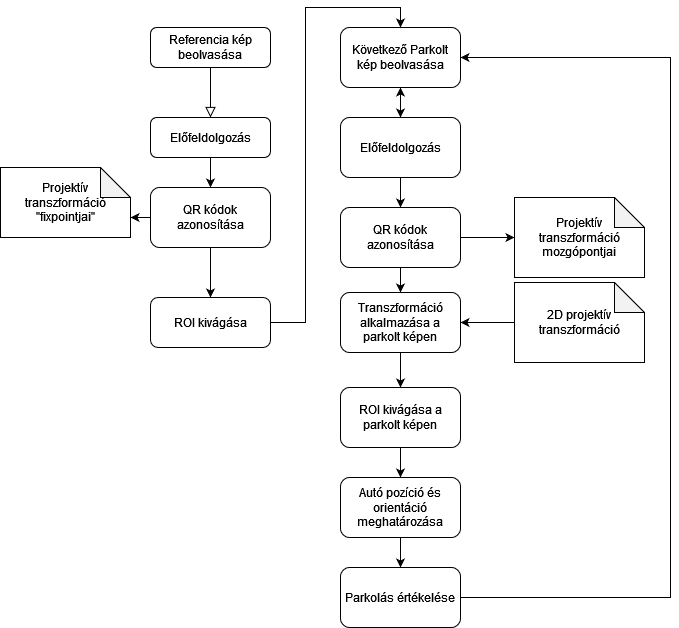 Referencia kép
beolvasása
Előfeldolgozás
Projektív
transzformáció
"fixpointjai"
QR kódok
azonosítása
ROI kivágása
Következő Parkolt
kép beolvasása
Előfeldolgozás
QR kódok
azonosítása
Projektív
transzformáció
mozgópontjai
Transzformáció
alkalmazása a
parkolt képen
2D projektív
transzformáció
ROI kivágása a
parkolt képen
Autó pozíció és
orientáció
meghatározása
Parkolás értékelése